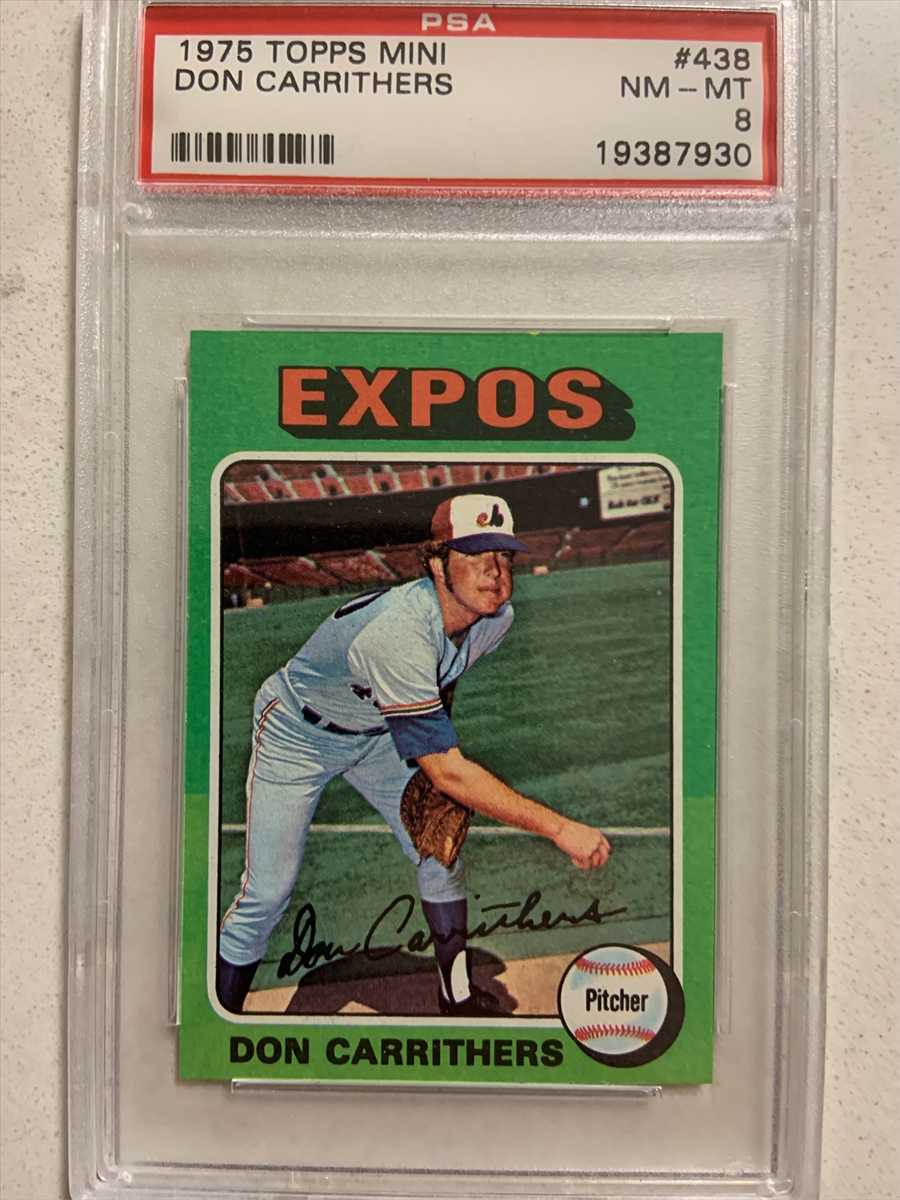 PSA
1975 TOPPS MINI #438
DON CARRITHERS NM - MT
8
19387930
EXPOS
Don Carrithers
Pitcher
DON CARRITHERS